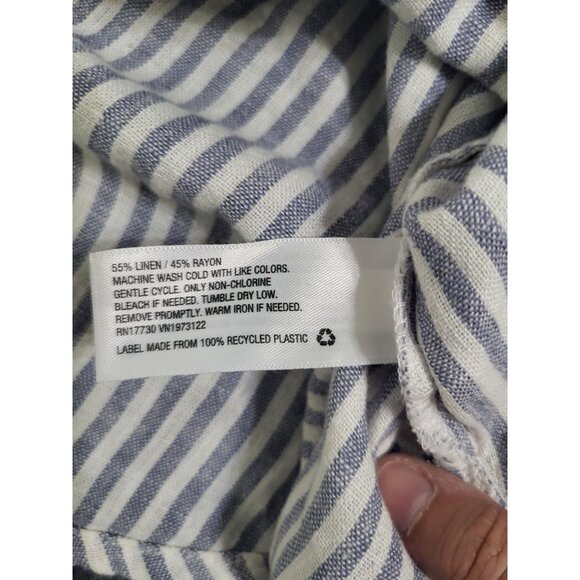 55% LINEN / 45% RAYON
MACHINE WASH COLD WITH LIKE COLORS.
GENTLE CYCLE. ONLY NON-CHLORINE
BLEACH IF NEEDED. TUMBLE DRY LOW.
REMOVE PROMPTLY. WARM IRON IF NEEDED.
RN17730 VN1973122
LABEL MADE FROM 100% RECYCLED PLASTIC